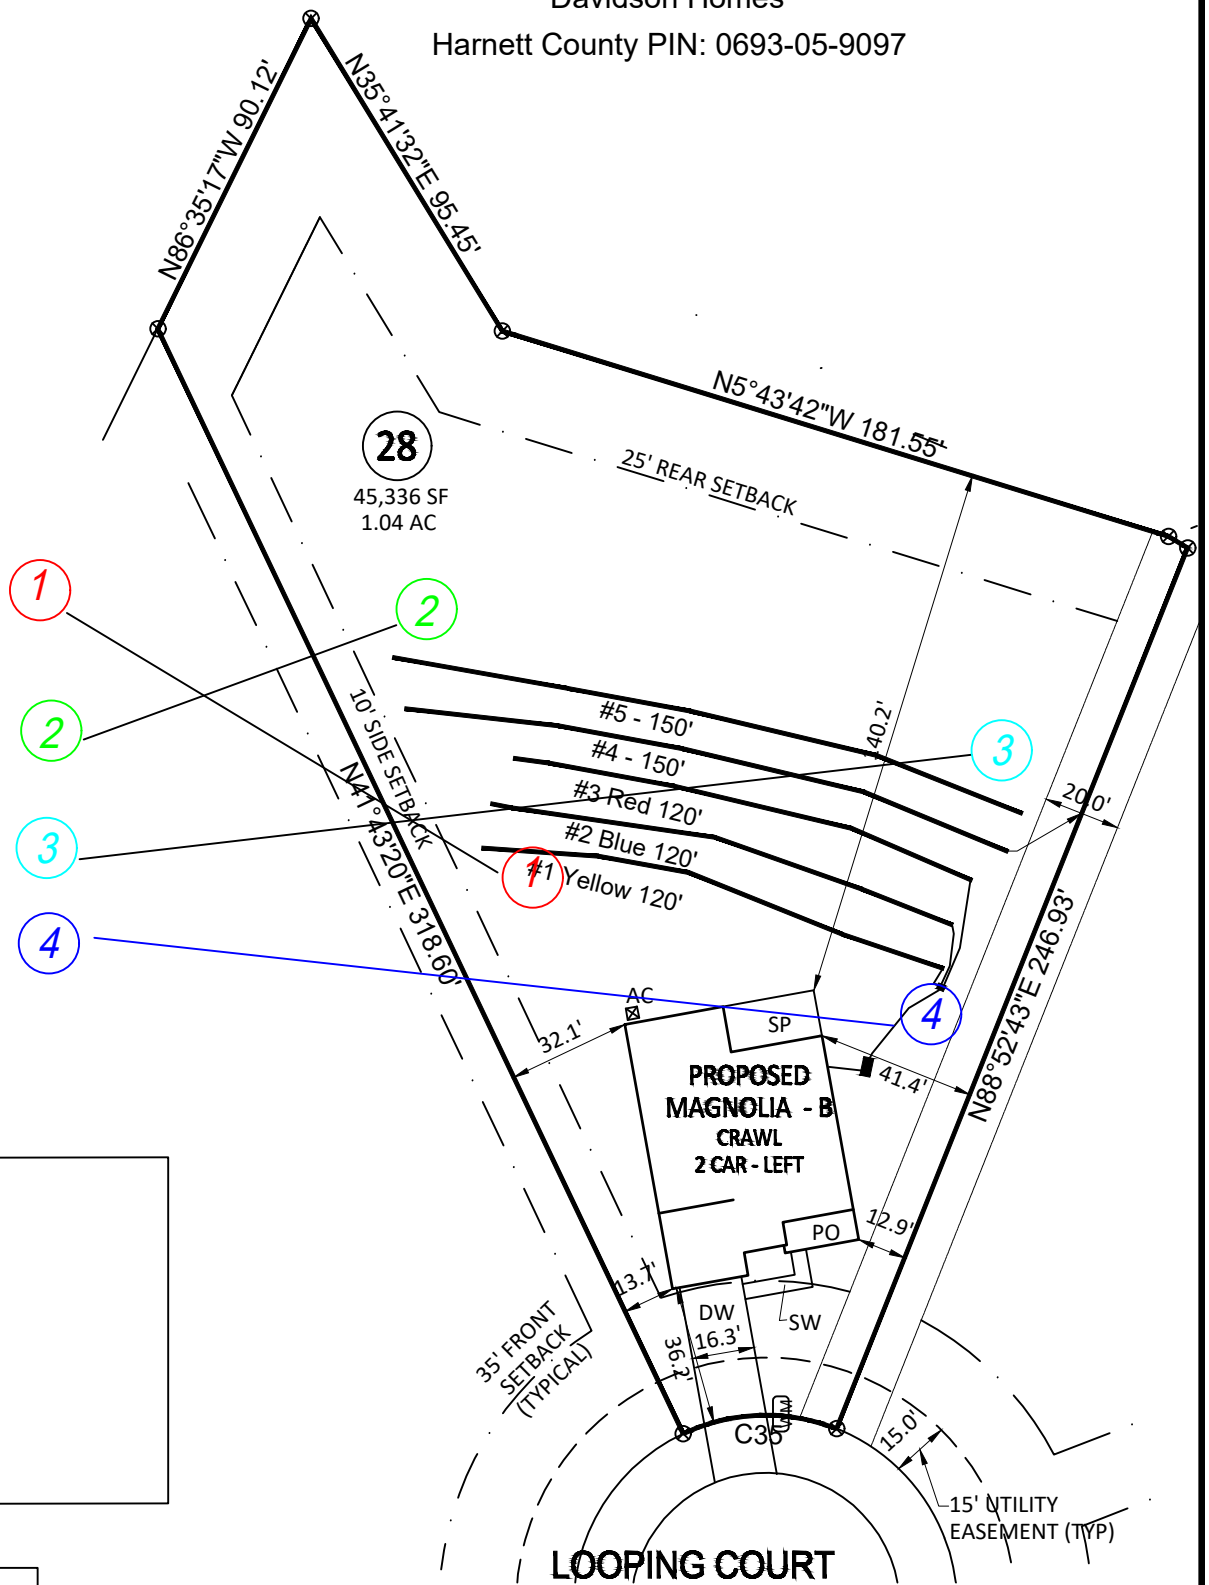 Davidson Homes
Harnett County PIN: 0693-05-9097
N86°35'17"W 90.12'
N35°41'32"E 95.45'
N5°43'42"W 181.55'
25' REAR SETBACK
28
45,336 SF
1.04 AC
1
2
2
3
3
4
10' SIDE SETBACK
N41°43'20"E 318.60'
#5 - 150'
#4 - 150'
#3 Red 120'
#2 Blue 120'
1
#1 Yellow 120'
140.2'
20.0'
N88°52'43"E 246.93'
4
AC
SP
32.1'
41.4'
PROPOSED
MAGNOLIA - B
CRAWL
2 CAR - LEFT
PO
12.9'
13.7'
DW
SW
16.3'
36.2'
35' FRONT
SETBACK
(TYPICAL)
WM
C35
15.0'
15' UTILITY
EASEMENT (TYP)
LOOPING COURT